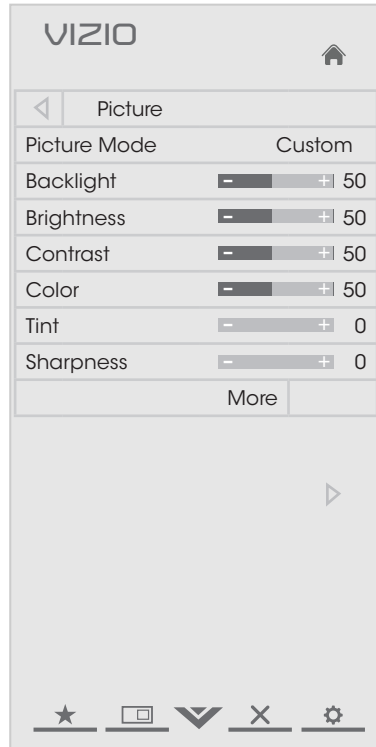 VIZIO
Picture
Picture Mode Custom
Backlight - + 50
Brightness - + 50
Contrast - + 50
Color - + 50
Tint - + 0
Sharpness - + 0
More